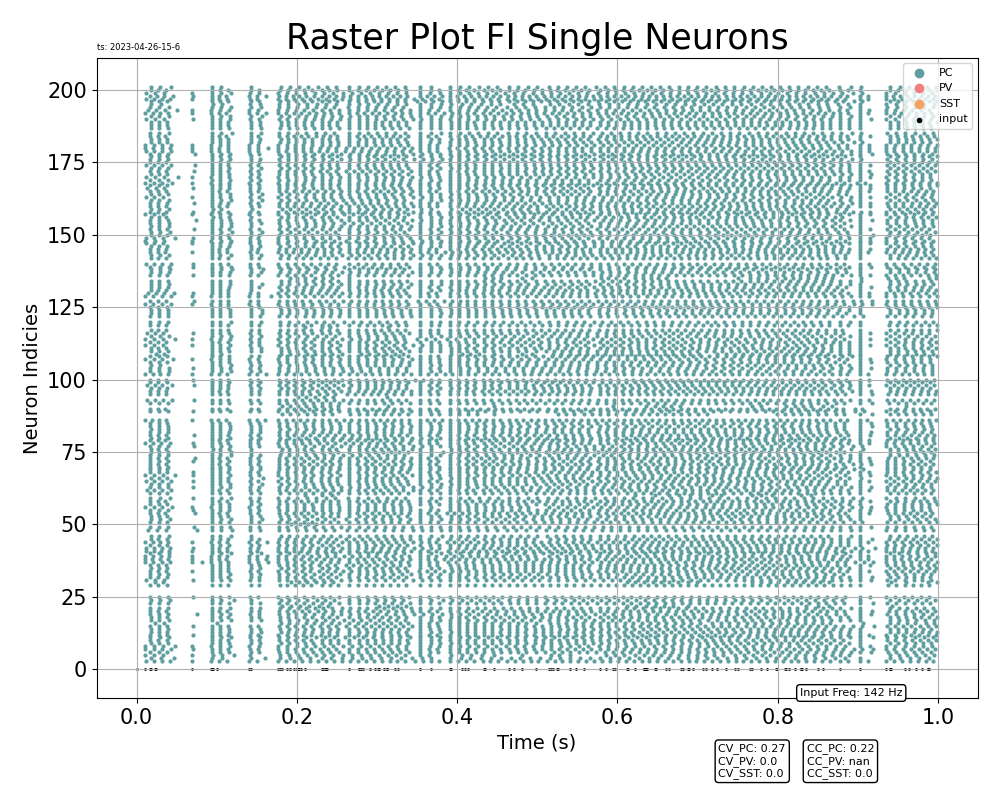 Raster Plot FI Single Neurons
ts: 2023-04-26-15-6
PC
PV
SST
input
200
175
150
125
100
75
50
25
0
Neuron Indicies
0.0 0.2 0.4 0.6 0.8 1.0
Time (s)
Input Freq: 142 Hz
CV_PC: 0.27
CV_PV: 0.0
CV_SST: 0.0
CC_PC: 0.22
CC_PV: nan
CC_SST: 0.0